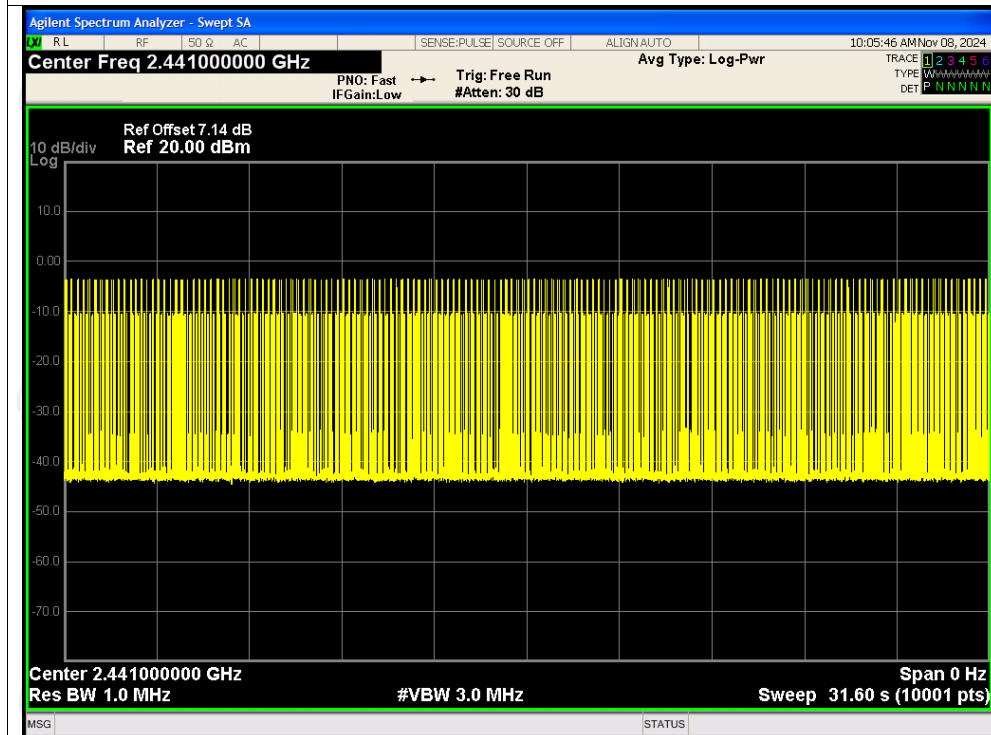 Agilent Spectrum Analyzer - Swept SA
LXI RL RF 50 Ω AC SENSE:PULSE SOURCE OFF ALIGNAUTO 10:05:46 AM Nov 08, 2024
Center Freq 2.441000000 GHz
Avg Type: Log-Pwr
TRACE 1 2 3 4 5 6
PNO: Fast Trig: Free Run
TYPE W
IFGain:Low #Atten: 30 dB
DET P N N N N N
Ref Offset 7.14 dB
10 dB/div Ref 20.00 dBm
Log
10.0
0.00
-10.0
-20.0
-30.0
-40.0
-50.0
-60.0
-70.0
Center 2.441000000 GHz Span 0 Hz
Res BW 1.0 MHz #VBW 3.0 MHz Sweep 31.60 s (10001 pts)
MSG STATUS